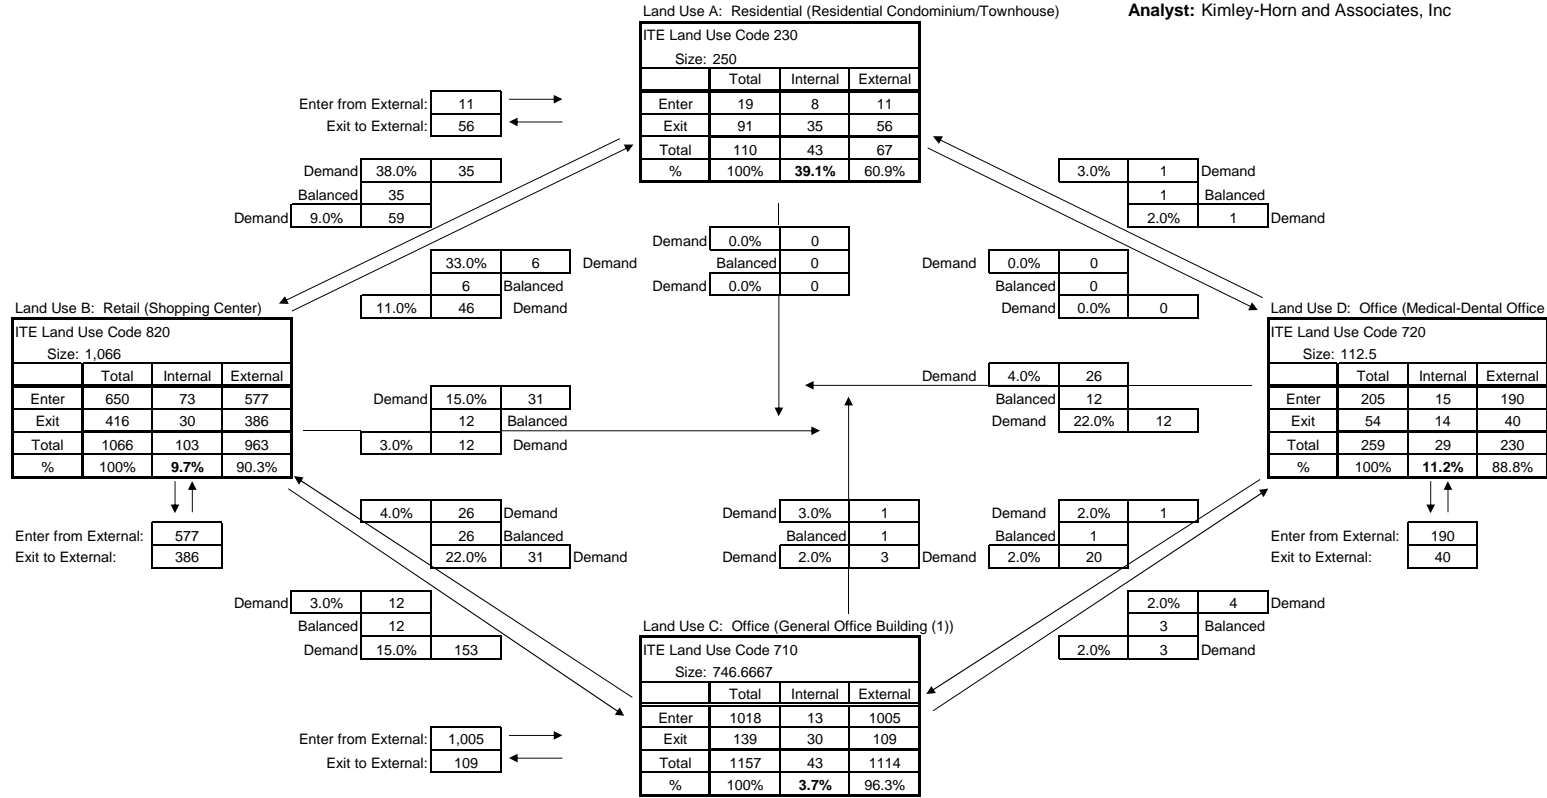 Land Use A: Residential (Residential Condominium/Townhouse)
Analyst: Kimley-Horn and Associates, Inc
ITE Land Use Code 230
Size: 250
Total Internal External
Enter 19 8 11
Exit 91 35 56
Total 110 43 67
% 100% 39.1% 60.9%
Enter from External: 11
Exit to External: 56
Demand 38.0% 35
Balanced 35
Demand 9.0% 59
3.0% 1 Demand
1 Balanced
2.0% 1 Demand
33.0% 6 Demand
6 Balanced
11.0% 46 Demand
Demand 0.0% 0
Balanced 0
Demand 0.0% 0
Demand 0.0% 0
Balanced 0
Demand 0.0% 0
Land Use B: Retail (Shopping Center)
ITE Land Use Code 820
Size: 1,066
Total Internal External
Enter 650 73 577
Exit 416 30 386
Total 1066 103 963
% 100% 9.7% 90.3%
Enter from External: 577
Exit to External: 386
Demand 15.0% 31
12 Balanced
3.0% 12 Demand
Demand 4.0% 26
Balanced 12
Demand 22.0% 12
Land Use D: Office (Medical-Dental Office
ITE Land Use Code 720
Size: 112.5
Total Internal External
Enter 205 15 190
Exit 54 14 40
Total 259 29 230
% 100% 11.2% 88.8%
Enter from External: 190
Exit to External: 40
4.0% 26 Demand
26 Balanced
22.0% 31 Demand
Demand 3.0% 1
Balanced 1
Demand 2.0% 3
Demand 2.0% 1
Balanced 1
Demand 2.0% 20
Demand 3.0% 12
Balanced 12
Demand 15.0% 153
2.0% 4 Demand
3 Balanced
2.0% 3 Demand
Land Use C: Office (General Office Building (1))
ITE Land Use Code 710
Size: 746.6667
Total Internal External
Enter 1018 13 1005
Exit 139 30 109
Total 1157 43 1114
% 100% 3.7% 96.3%
Enter from External: 1,005
Exit to External: 109